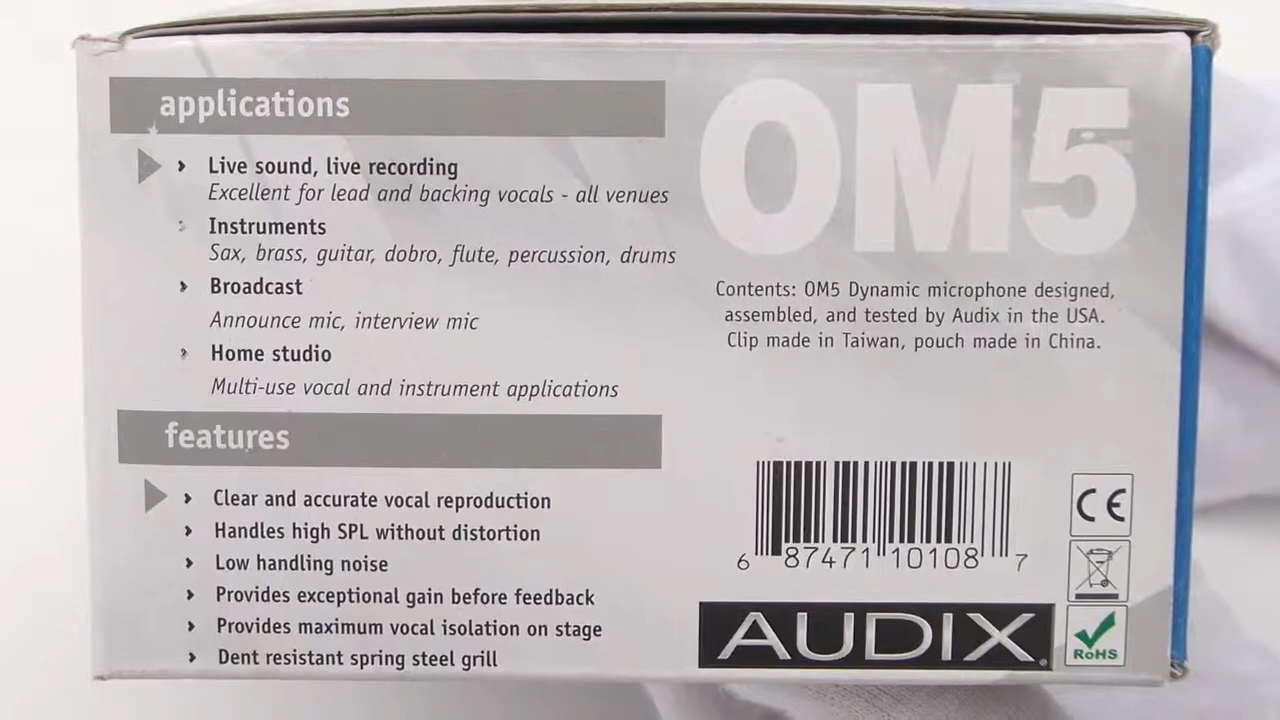 applications
Live sound, live recording
Excellent for lead and backing vocals - all venues
Instruments
Sax, brass, guitar, dobro, flute, percussion, drums
Broadcast
Announce mic, interview mic
Home studio
Multi-use vocal and instrument applications
features
Clear and accurate vocal reproduction
Handles high SPL without distortion
Low handling noise
Provides exceptional gain before feedback
Provides maximum vocal isolation on stage
Dent resistant spring steel grill
OM5
Contents: OM5 Dynamic microphone designed,
assembled, and tested by Audix in the USA.
Clip made in Taiwan, pouch made in China.
6 87471 10108 7
CE
AUDIX
RoHS